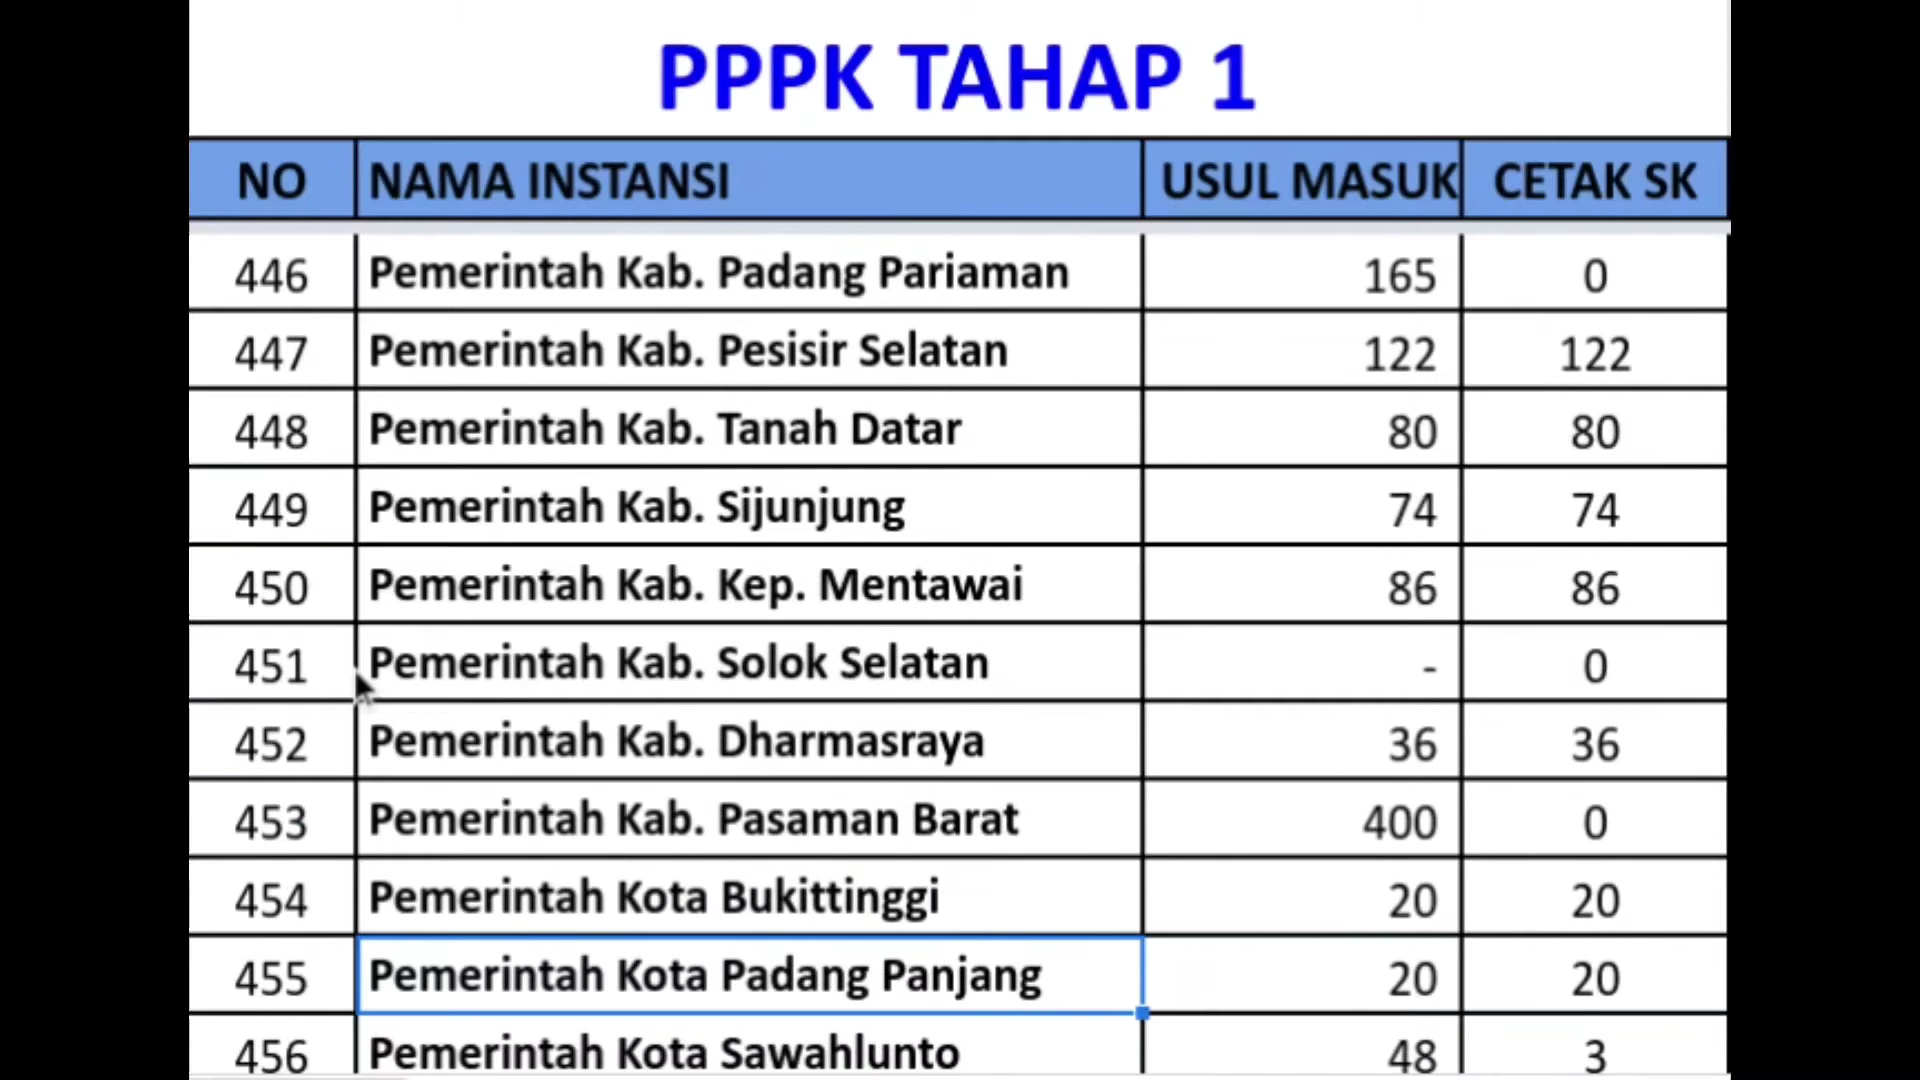 PPPK TAHAP 1
NO NAMA INSTANSI USUL MASUK CETAK SK
446 Pemerintah Kab. Padang Pariaman 165 0
447 Pemerintah Kab. Pesisir Selatan 122 122
448 Pemerintah Kab. Tanah Datar 80 80
449 Pemerintah Kab. Sijunjung 74 74
450 Pemerintah Kab. Kep. Mentawai 86 86
451 Pemerintah Kab. Solok Selatan - 0
452 Pemerintah Kab. Dharmasraya 36 36
453 Pemerintah Kab. Pasaman Barat 400 0
454 Pemerintah Kota Bukittinggi 20 20
455 Pemerintah Kota Padang Panjang 20 20
456 Pemerintah Kota Sawahlunto 48 3